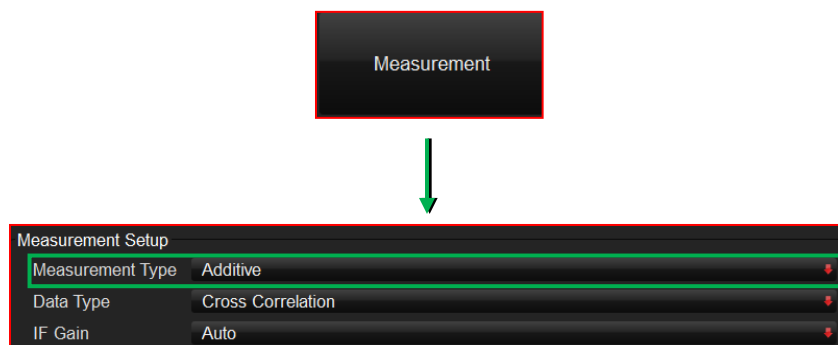 Measurement
Measurement Setup
Measurement Type Additive
Data Type Cross Correlation
IF Gain Auto